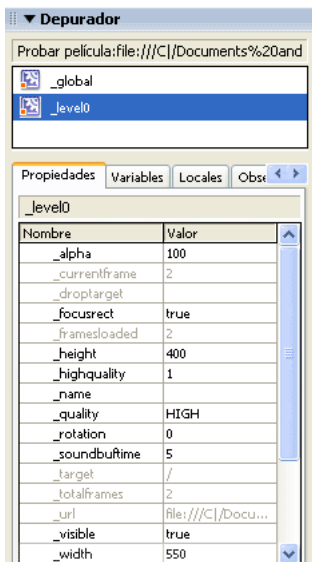 Depurador
Probar película:file:///C|/Documents%20and
_global
_level0
Propiedades Variables Locales Obse
_level0
Nombre Valor
_alpha 100
_currentframe 2
_droptarget
_focusrect true
_framesloaded 2
_height 400
_highquality 1
_name
_quality HIGH
_rotation 0
_soundbuftime 5
_target /
_totalframes 2
_url file:///C|/Docu...
_visible true
_width 550